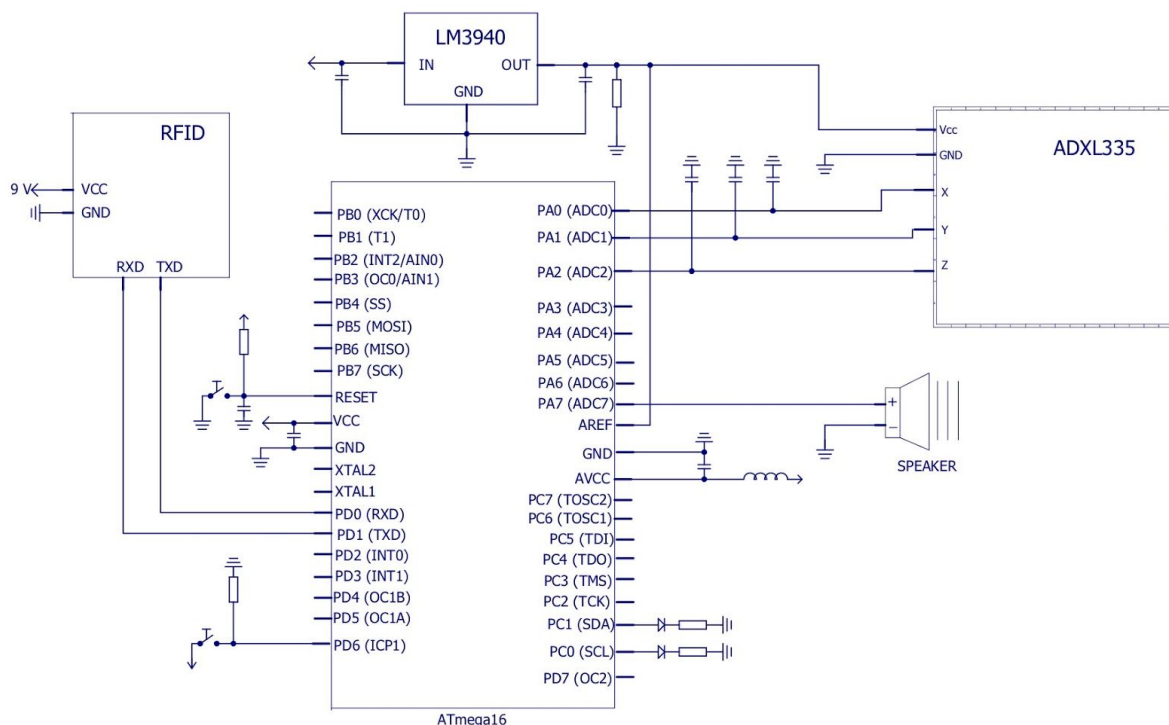 LM3940
IN
OUT
GND
RFID
9 V
VCC
GND
RXD
TXD
Vcc
GND
ADXL335
X
Y
Z
PB0 (XCK/T0)
PB1 (T1)
PB2 (INT2/AIN0)
PB3 (OC0/AIN1)
PB4 (SS)
PB5 (MOSI)
PB6 (MISO)
PB7 (SCK)
RESET
VCC
GND
XTAL2
XTAL1
PD0 (RXD)
PD1 (TXD)
PD2 (INT0)
PD3 (INT1)
PD4 (OC1B)
PD5 (OC1A)
PD6 (ICP1)
PA0 (ADC0)
PA1 (ADC1)
PA2 (ADC2)
PA3 (ADC3)
PA4 (ADC4)
PA5 (ADC5)
PA6 (ADC6)
PA7 (ADC7)
AREF
GND
AVCC
PC7 (TOSC2)
PC6 (TOSC1)
PC5 (TDI)
PC4 (TDO)
PC3 (TMS)
PC2 (TCK)
PC1 (SDA)
PC0 (SCL)
PD7 (OC2)
+
−
SPEAKER
ATmega16